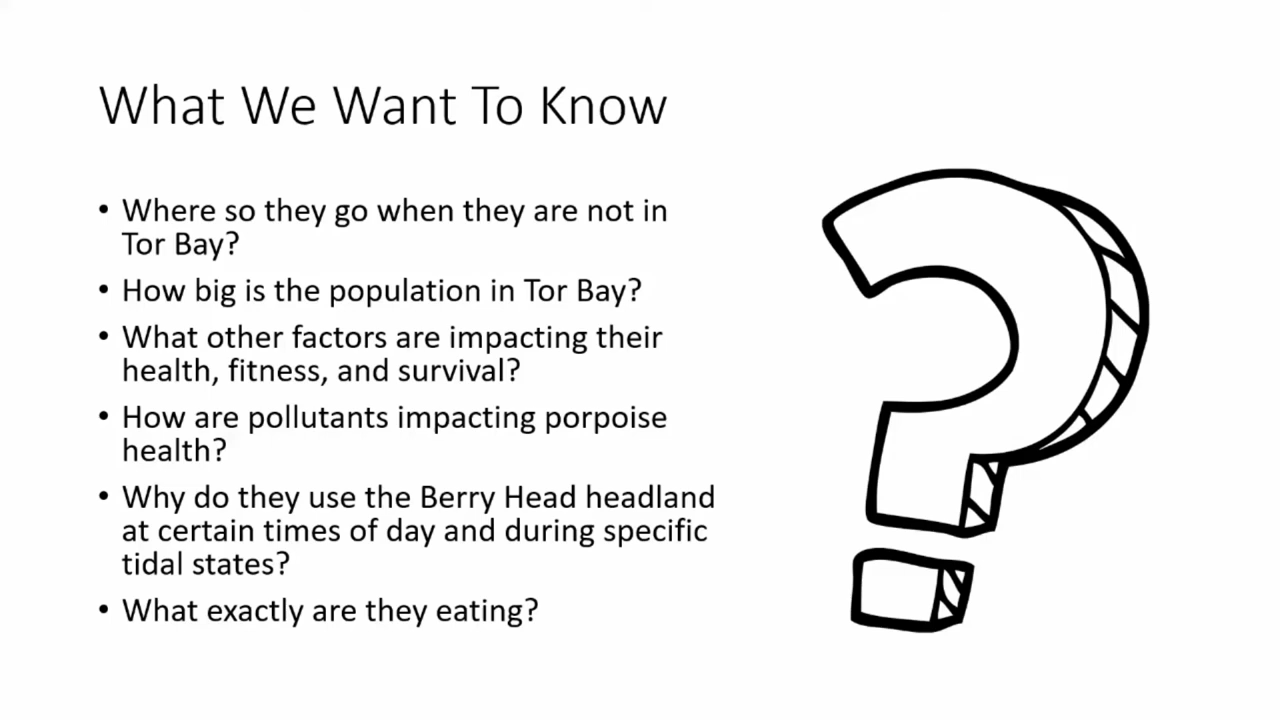 What We Want To Know
• Where so they go when they are not in
Tor Bay?
• How big is the population in Tor Bay?
• What other factors are impacting their
health, fitness, and survival?
• How are pollutants impacting porpoise
health?
• Why do they use the Berry Head headland
at certain times of day and during specific
tidal states?
• What exactly are they eating?